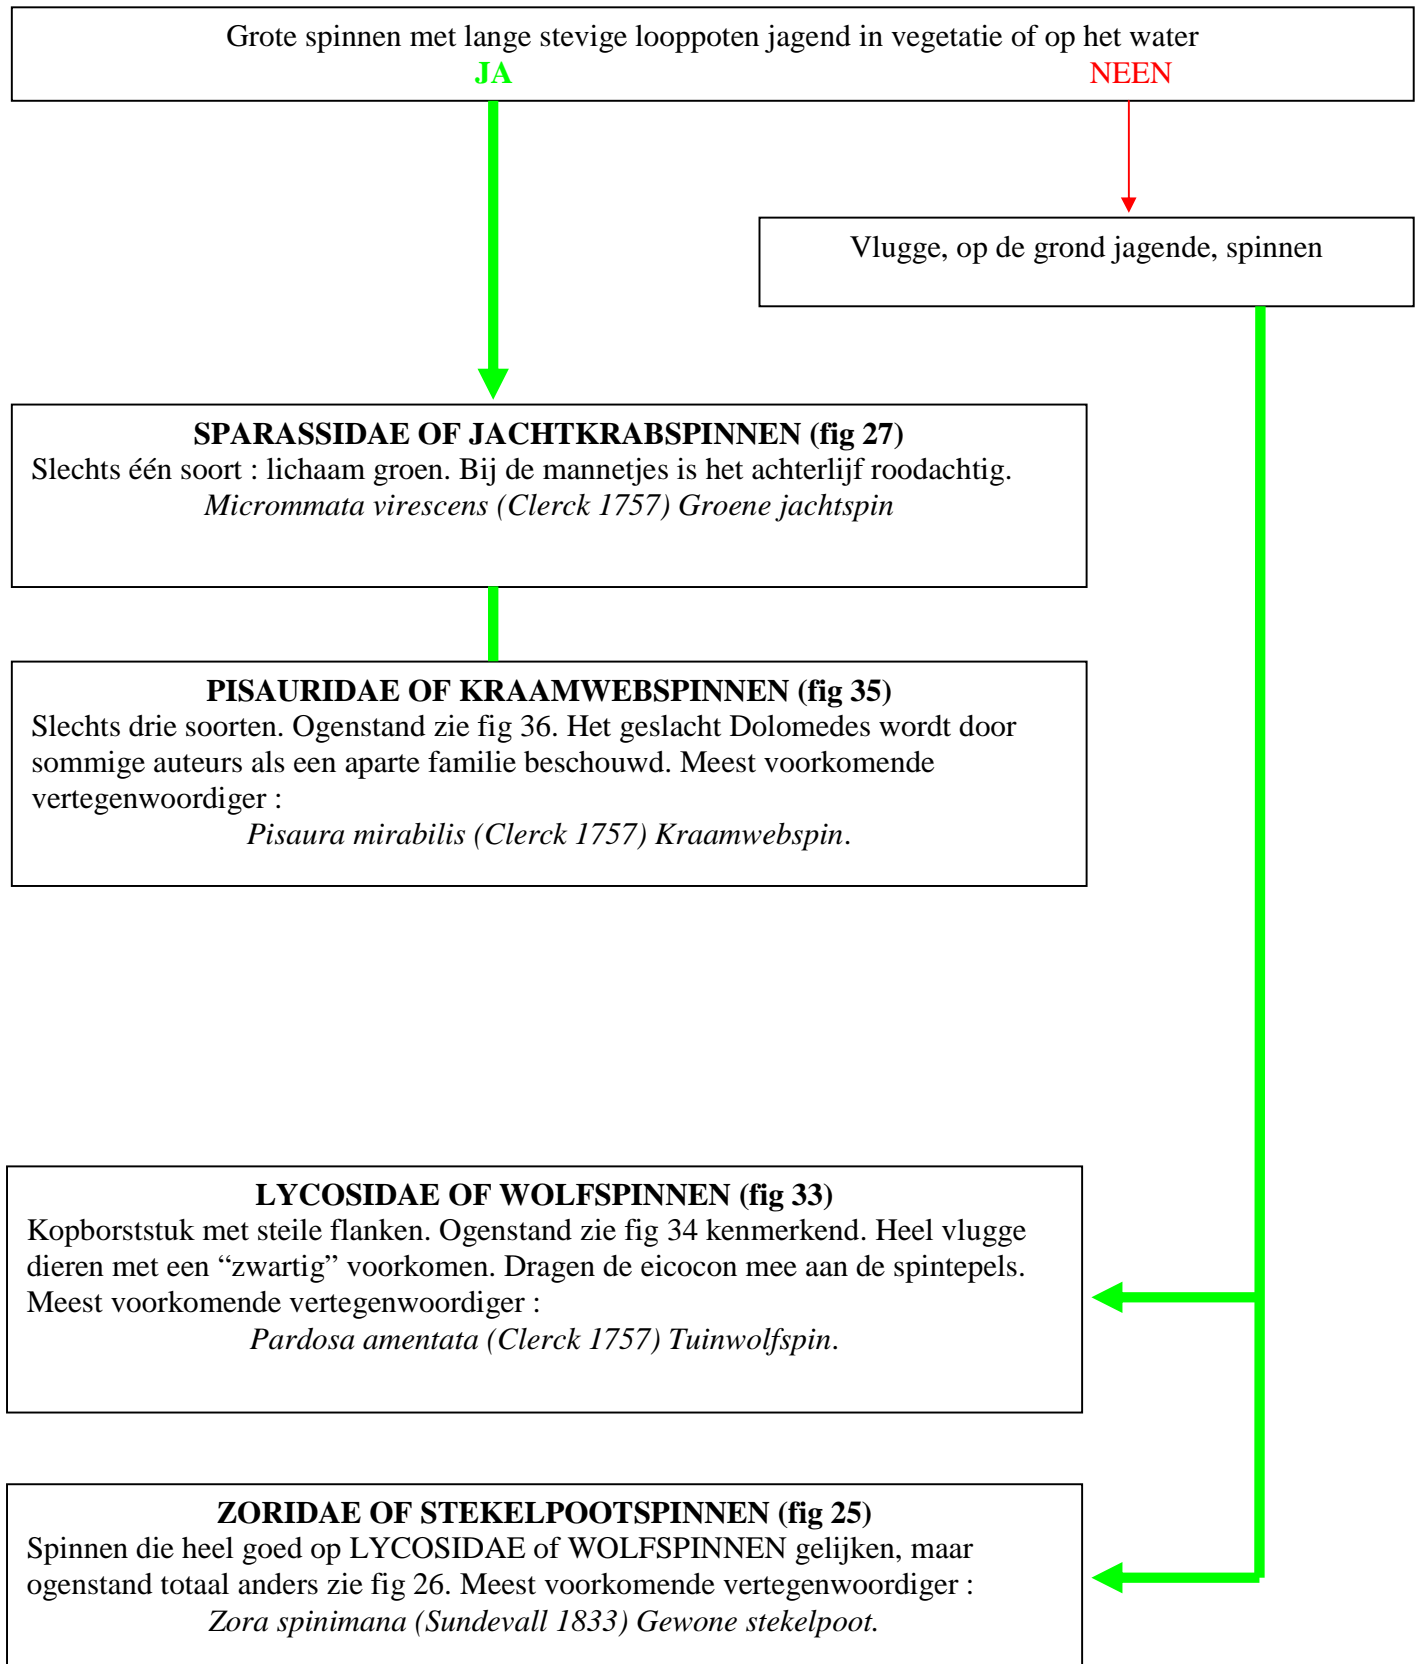 Grote spinnen met lange stevige looppoten jagend in vegetatie of op het water
JA NEEN
Vlugge, op de grond jagende, spinnen
SPARASSIDAE OF JACHTKRABSPINNEN (fig 27)
Slechts één soort : lichaam groen. Bij de mannetjes is het achterlijf roodachtig.
Micrommata virescens (Clerck 1757) Groene jachtspin
PISAURIDAE OF KRAAMWEBSPINNEN (fig 35)
Slechts drie soorten. Ogenstand zie fig 36. Het geslacht Dolomedes wordt door
sommige auteurs als een aparte familie beschouwd. Meest voorkomende
vertegenwoordiger :
Pisaura mirabilis (Clerck 1757) Kraamwebspin.
LYCOSIDAE OF WOLFSPINNEN (fig 33)
Kopborststuk met steile flanken. Ogenstand zie fig 34 kenmerkend. Heel vlugge
dieren met een “zwartig” voorkomen. Dragen de eicocon mee aan de spintepels.
Meest voorkomende vertegenwoordiger :
Pardosa amentata (Clerck 1757) Tuinwolfspin.
ZORIDAE OF STEKELPOOTSPINNEN (fig 25)
Spinnen die heel goed op LYCOSIDAE of WOLFSPINNEN gelijken, maar
ogenstand totaal anders zie fig 26. Meest voorkomende vertegenwoordiger :
Zora spinimana (Sundevall 1833) Gewone stekelpoot.